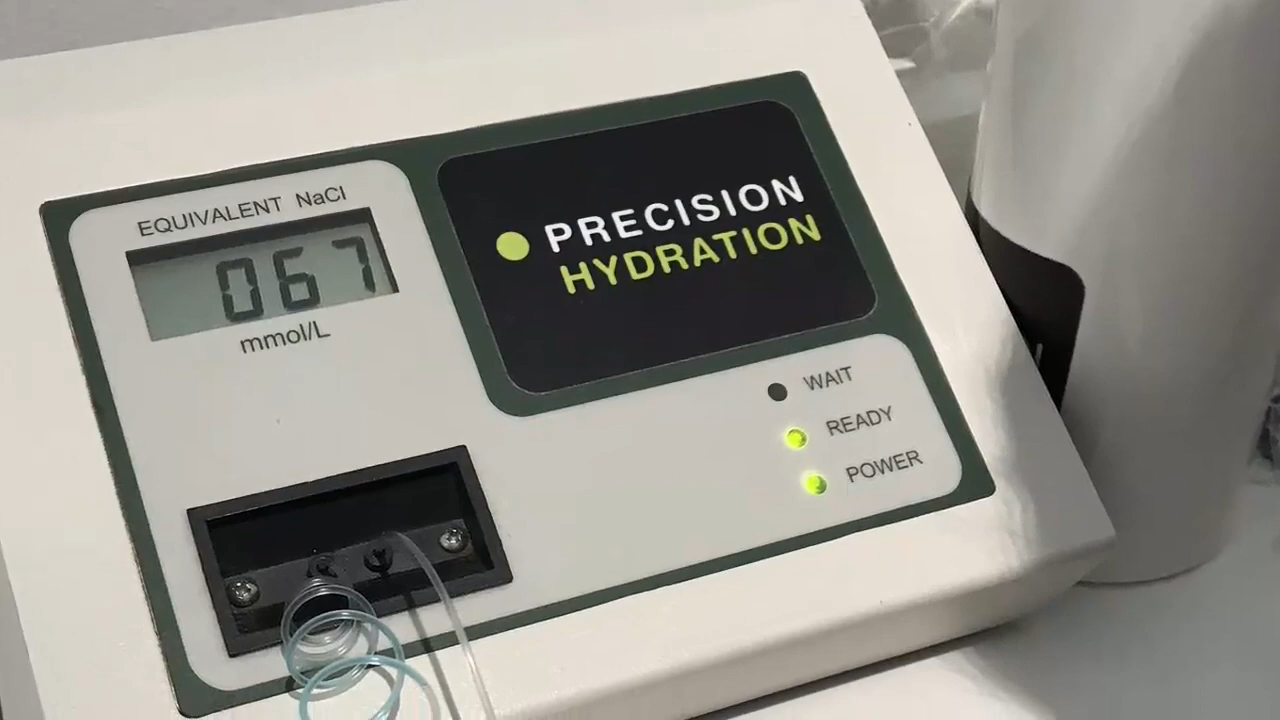 EQUIVALENT NaCl
067
mmol/L
PRECISION
HYDRATION
WAIT
READY
POWER